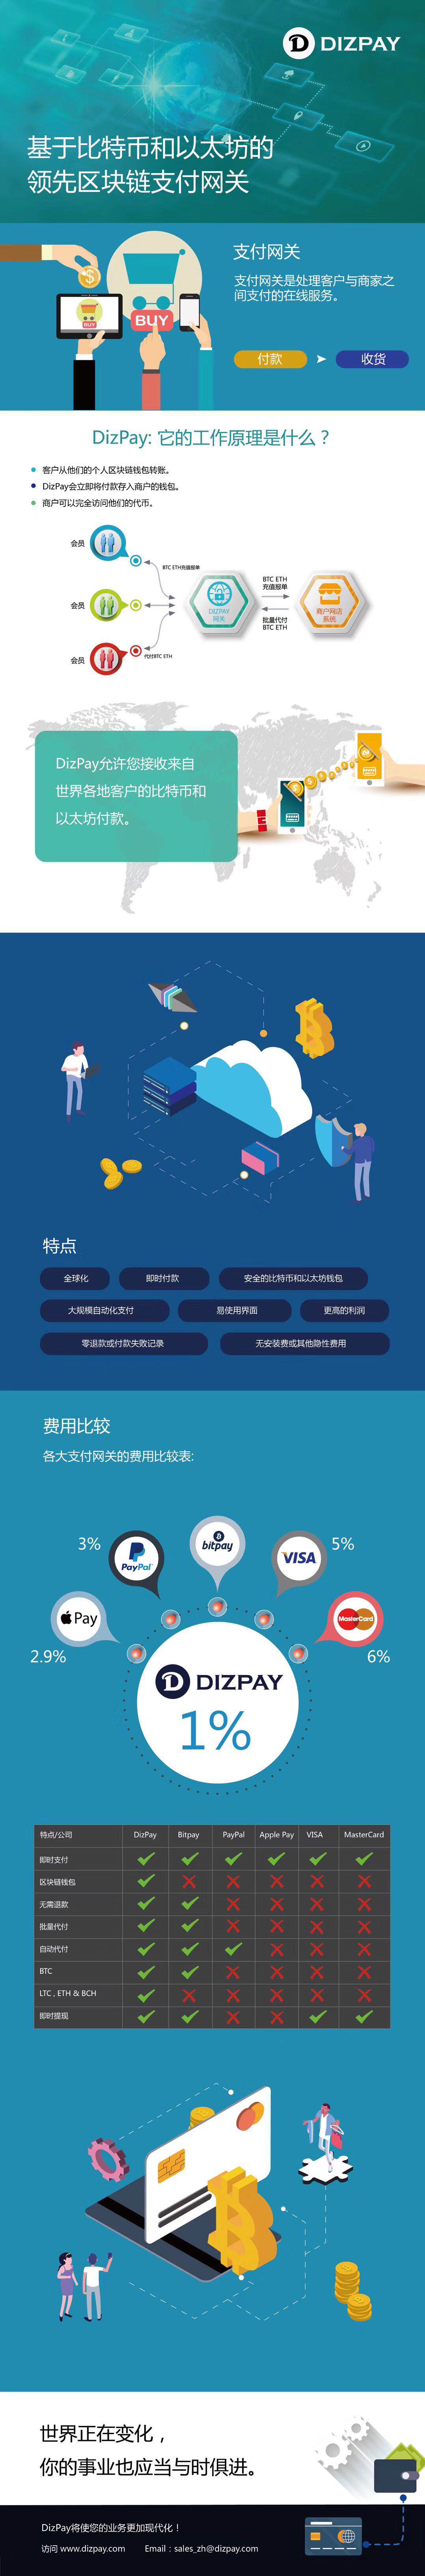 DIZPAY
基于比特币和以太坊的
领先区块链支付网关
支付网关
支付网关是处理客户与商家之
间支付的在线服务。
BUY
BUY
付款
收货
DizPay: 它的工作原理是什么？
客户从他们的个人区块链钱包转账。
DizPay会立即将付款存入商户的钱包。
商户可以完全访问他们的代币。
会员
BTC ETH充值报单
会员
DIZPAY
网关
BTC ETH
充值报单
批量代付
BTC ETH
商户网店
系统
会员
代付BTC ETH
DizPay允许您接收来自
世界各地客户的比特币和
以太坊付款。
特点
全球化
即时付款
安全的比特币和以太坊钱包
大规模自动化支付
易使用界面
更高的利润
零退款或付款失败记录
无安装费或其他隐性费用
费用比较
各大支付网关的费用比较表:
3%
PayPal
bitpay
VISA
5%
Pay
MasterCard
2.9%
6%
DIZPAY
1%
特点/公司 DizPay Bitpay PayPal Apple Pay VISA MasterCard
即时支付
区块链钱包
无需退款
批量代付
自动代付
BTC
LTC , ETH & BCH
即时提现
世界正在变化，
你的事业也应当与时俱进。
DizPay将使您的业务更加现代化！
访问 www.dizpay.com Email : sales_zh@dizpay.com